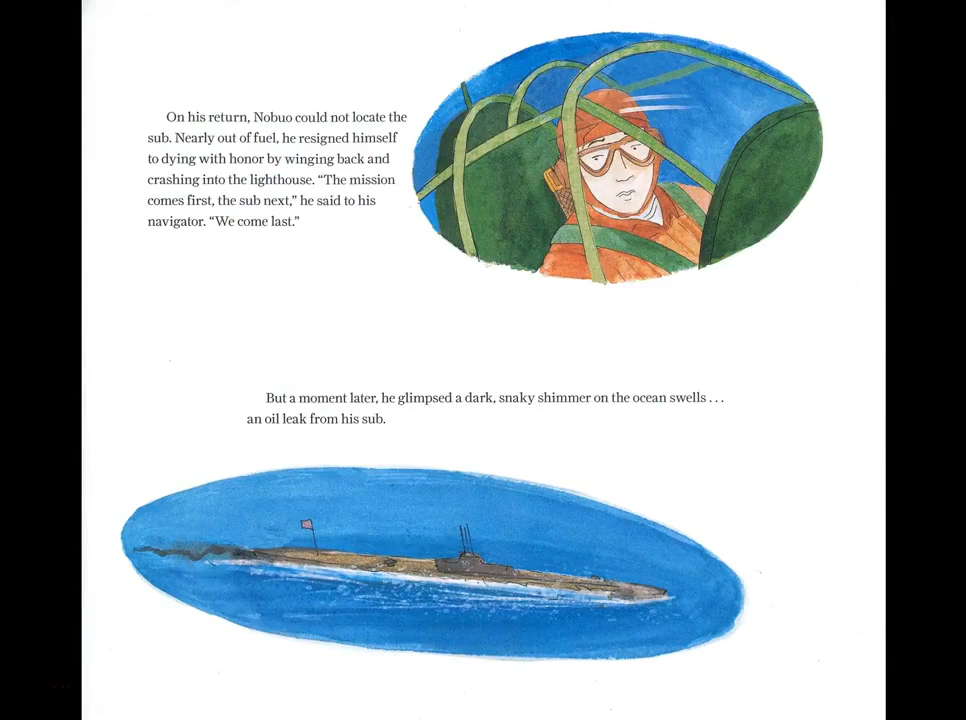 On his return, Nobuo could not locate the
sub. Nearly out of fuel, he resigned himself
to dying with honor by winging back and
crashing into the lighthouse. “The mission
comes first, the sub next,” he said to his
navigator. “We come last.”
But a moment later, he glimpsed a dark, snaky shimmer on the ocean swells . . .
an oil leak from his sub.